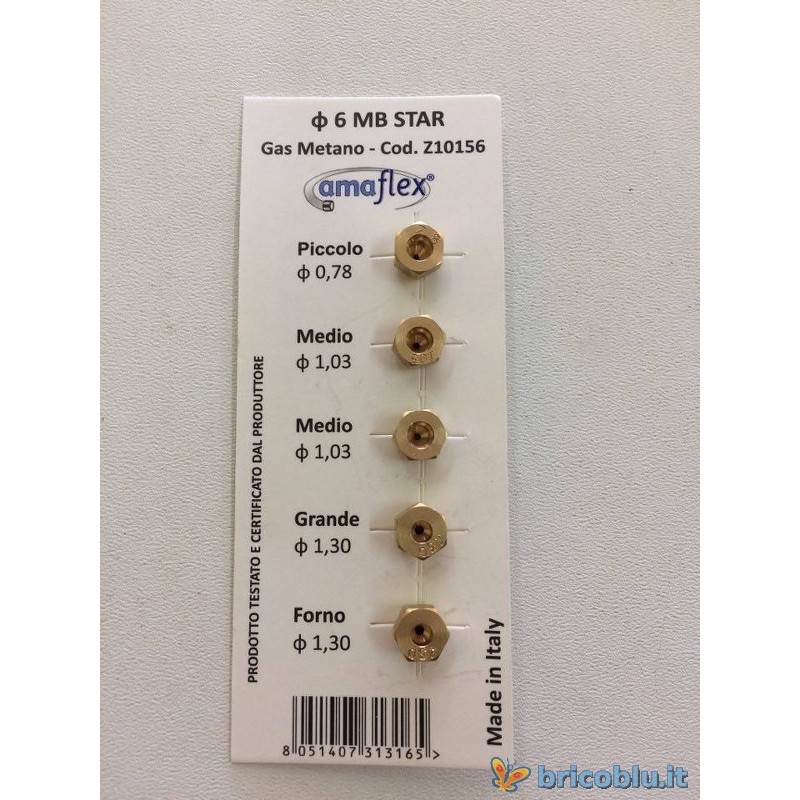 ϕ 6 MB STAR
Gas Metano - Cod. Z10156
amaflex®
Piccolo
ϕ 0,78
Medio
ϕ 1,03
Medio
ϕ 1,03
Grande
ϕ 1,30
Forno
ϕ 1,30
PRODOTTO TESTATO E CERTIFICATO DAL PRODUTTORE
Made in Italy
8 051407 313165 >
bricoblu.it